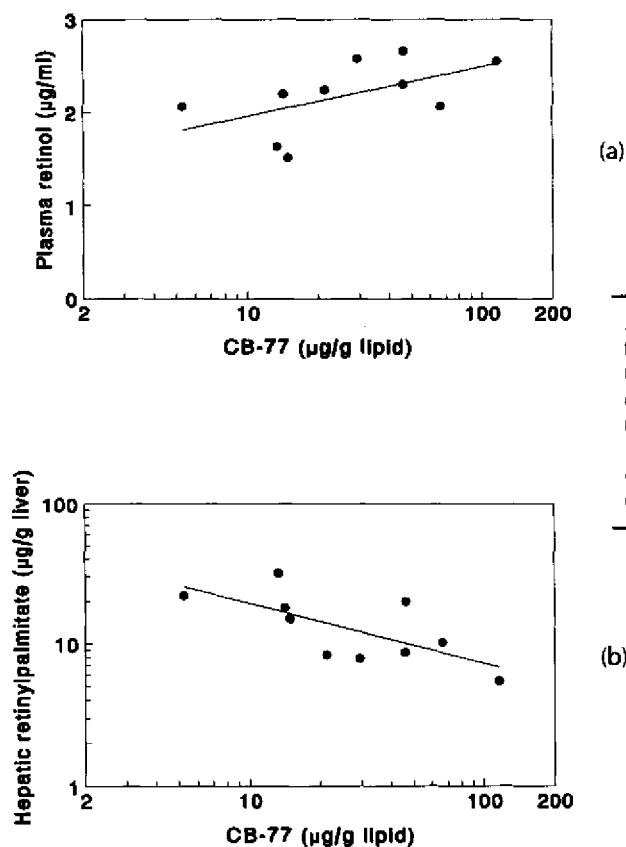 3
2
1
0
Plasma retinol (µg/ml)
2 10 100 200
CB-77 (µg/g lipid)
(a)
100
10
1
Hepatic retinylpalmitate (µg/g liver)
2 10 100 200
CB-77 (µg/g lipid)
(b)